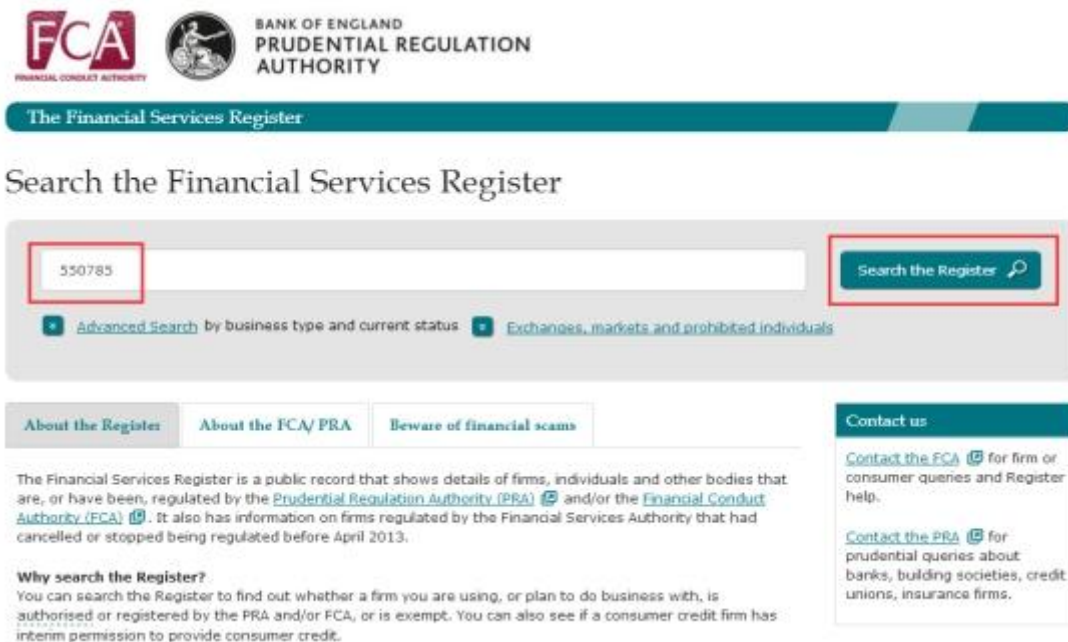 FCA
FINANCIAL CONDUCT AUTHORITY
BANK OF ENGLAND
PRUDENTIAL REGULATION
AUTHORITY
The Financial Services Register
Search the Financial Services Register
550785
Search the Register
Advanced Search by business type and current status Exchanges, markets and prohibited individuals
About the Register About the FCA/ PRA Beware of financial scams
The Financial Services Register is a public record that shows details of firms, individuals and other bodies that
are, or have been, regulated by the Prudential Regulation Authority (PRA) and/or the Financial Conduct
Authority (FCA) . It also has information on firms regulated by the Financial Services Authority that had
cancelled or stopped being regulated before April 2013.
Why search the Register?
You can search the Register to find out whether a firm you are using, or plan to do business with, is
authorised or registered by the PRA and/or FCA, or is exempt. You can also see if a consumer credit firm has
interim permission to provide consumer credit.
Contact us
Contact the FCA for firm or
consumer queries and Register
help.
Contact the PRA for
prudential queries about
banks, building societies, credit
unions, insurance firms.